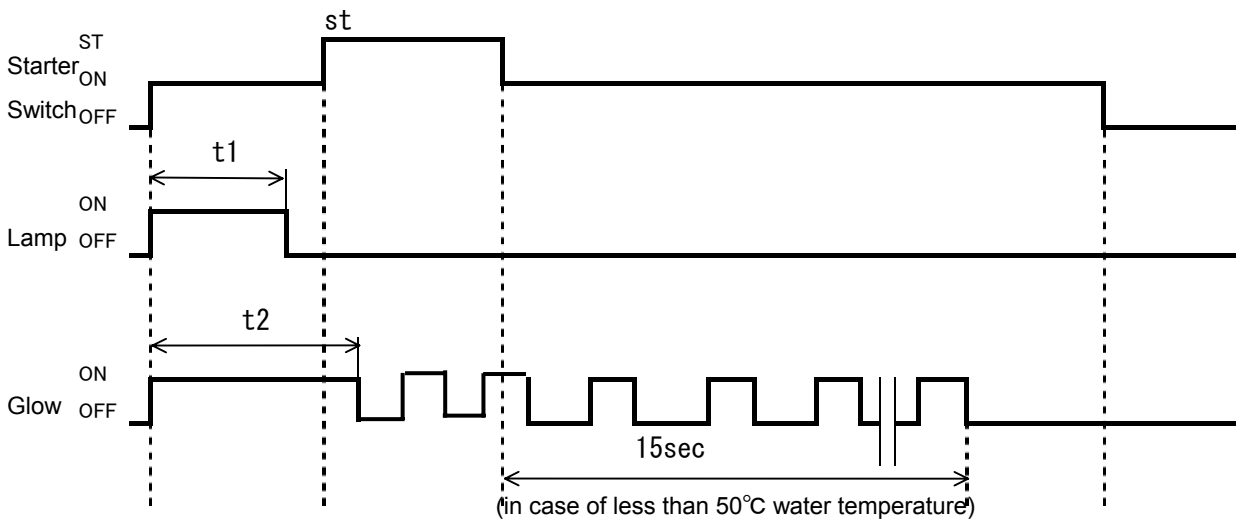 st
ST
Starter
ON
Switch
OFF
t1
ON
Lamp
OFF
t2
ON
Glow
OFF
15sec
(in case of less than 50℃ water temperature)